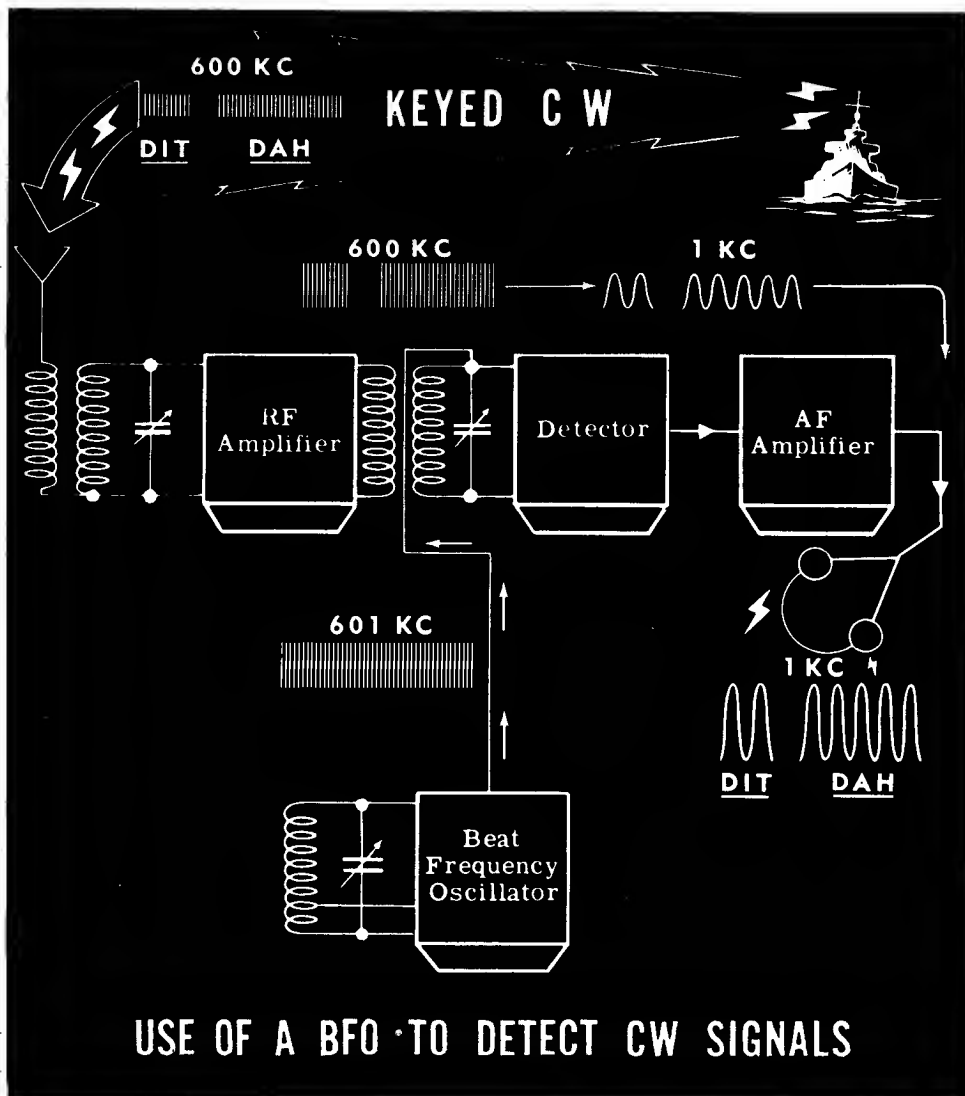 600 KC
KEYED CW
DIT DAH
600 KC
1 KC
RF
Amplifier
Detector
AF
Amplifier
601 KC
1 KC
DIT DAH
Beat
Frequency
Oscillator
USE OF A BFO TO DETECT CW SIGNALS